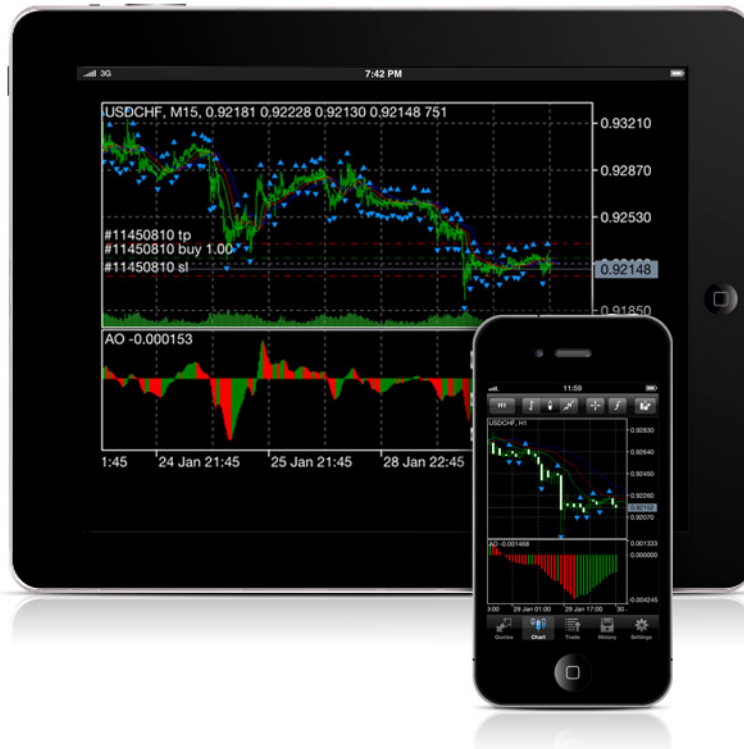 3G
7:42 PM
USDCHF, M15, 0.92181 0.92228 0.92130 0.92148 751
0.93210
0.92870
0.92530
#11450810 tp
#11450810 buy 1.00
#11450810 sl
0.92148
0.91850
AO -0.000153
1:45
24 Jan 21:45
25 Jan 21:45
28 Jan 22:45
11:59
H1
USDCHF, H1
0.92830
0.92640
0.92450
0.92260
0.92152
0.92070
AO -0.001468
0.001333
0.000000
-0.004245
29 Jan 01:00
29 Jan 17:00
30..
Quotes
Chart
Trade
History
Settings